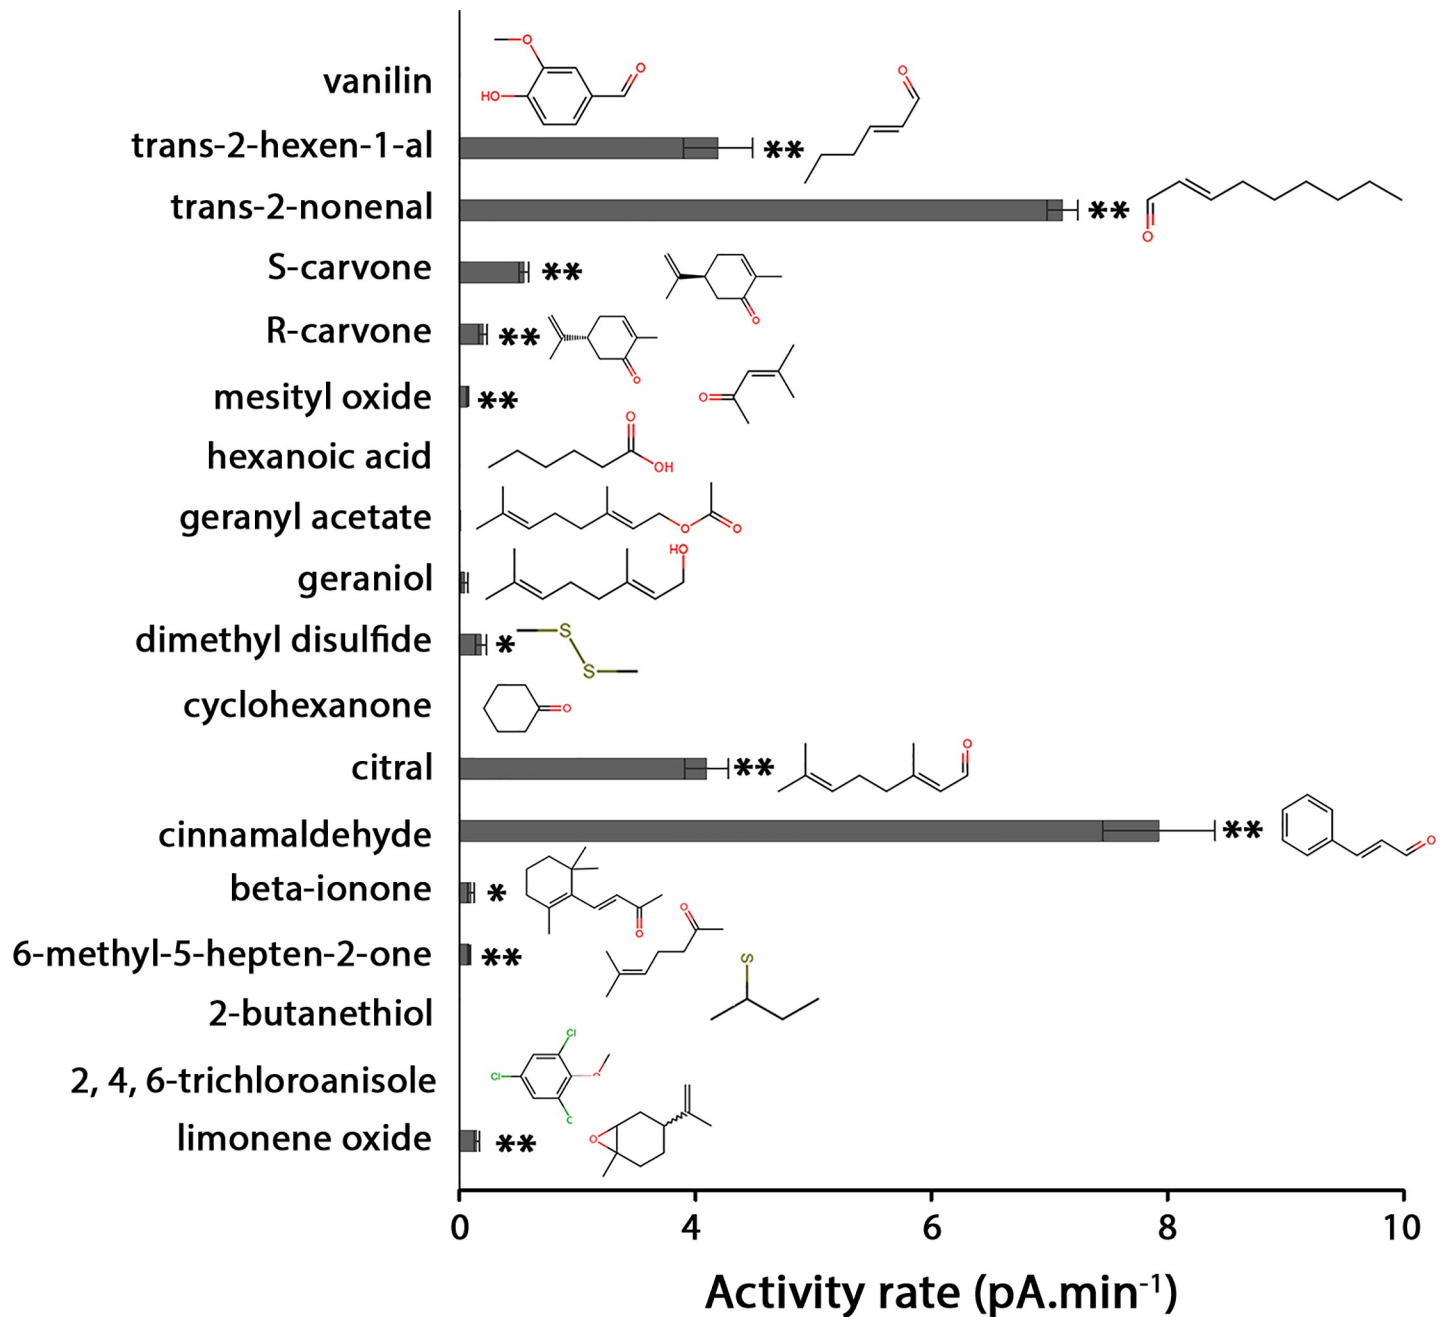 vanilin
O
O
HO
trans-2-hexen-1-al
**
O
trans-2-nonenal
**
O
S-carvone
**
O
R-carvone
**
O
mesityl oxide
**
O
hexanoic acid
O
OH
geranyl acetate
O
O
geraniol
HO
dimethyl disulfide
*
S
S
cyclohexanone
O
citral
**
O
cinnamaldehyde
**
O
beta-ionone
*
O
6-methyl-5-hepten-2-one
**
O
2-butanethiol
S
2, 4, 6-trichloroanisole
Cl
Cl
O
C
limonene oxide
**
O
0 4 6 8 10
Activity rate (pA.min⁻¹)